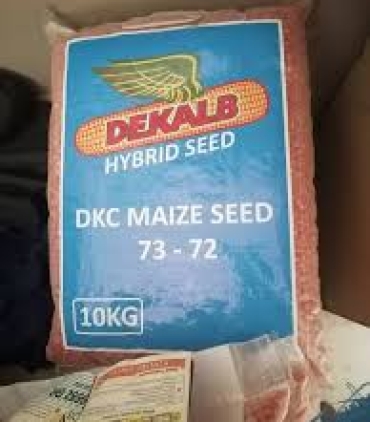 DEKALB
HYBRID SEED
DKC MAIZE SEED
73 - 72
10KG